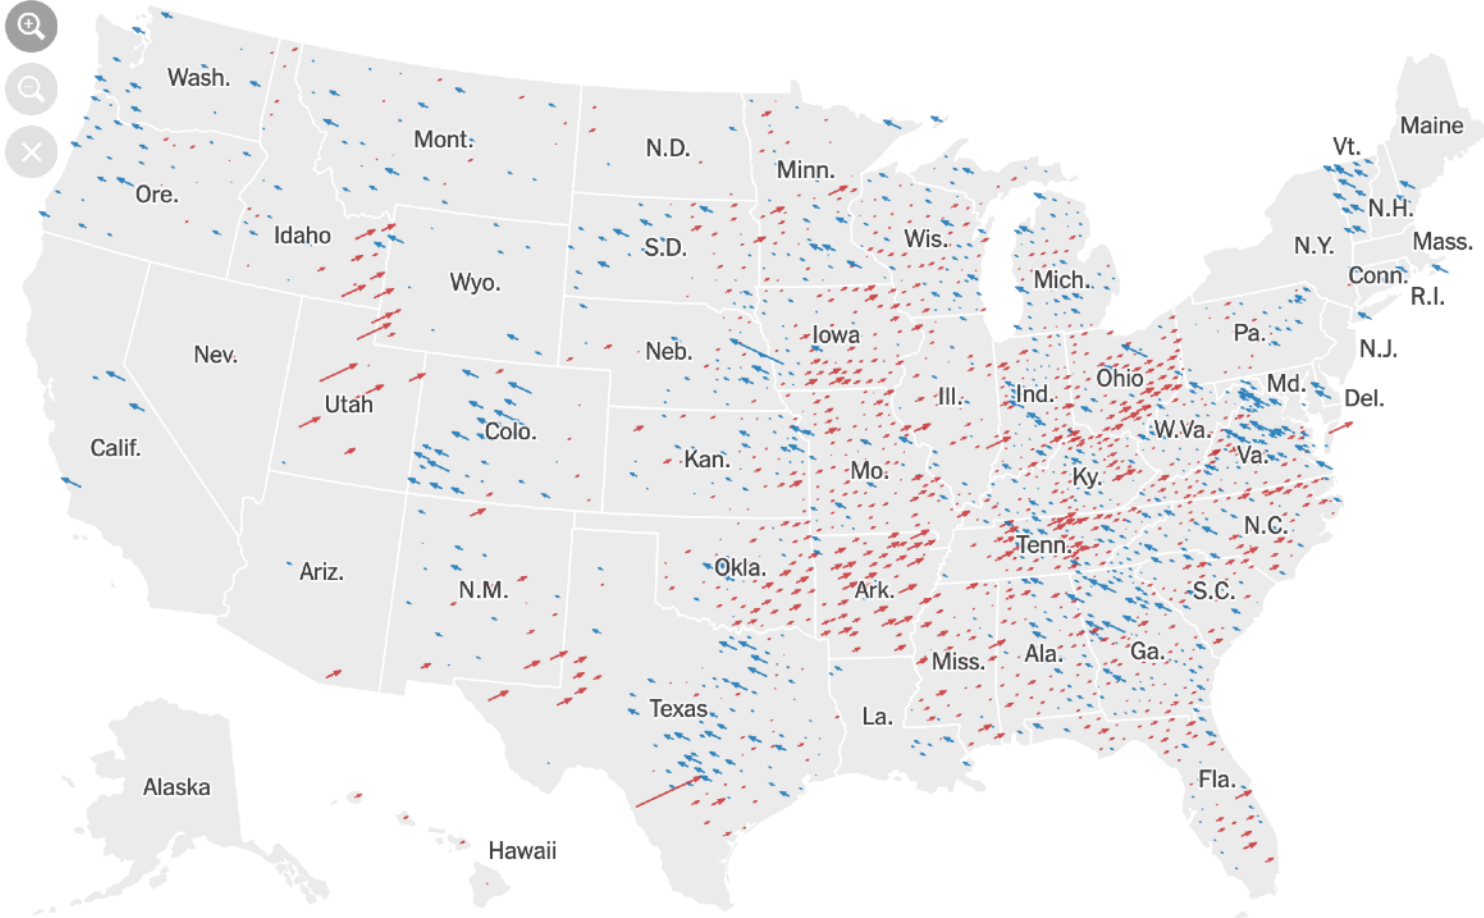 Wash.
Mont.
N.D.
Minn.
Vt.
Maine
Ore.
Idaho
S.D.
Wis.
Mich.
N.Y.
N.H.
Mass.
Conn.
R.I.
Wyo.
Nev.
Utah
Neb.
Iowa
Ill.
Ind.
Ohio
Pa.
N.J.
Md.
Del.
Calif.
Colo.
Kan.
Mo.
Ky.
W.Va.
Va.
Ariz.
N.M.
Okla.
Ark.
Tenn.
N.C.
S.C.
Texas
La.
Miss.
Ala.
Ga.
Fla.
Alaska
Hawaii